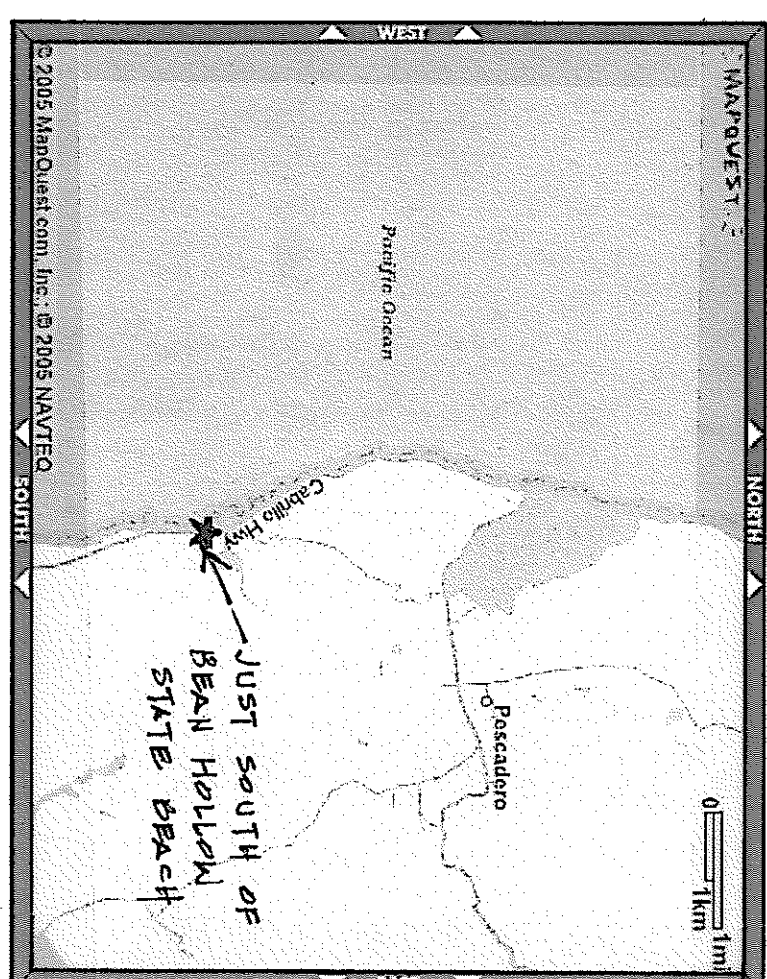 MAPQUEST
NORTH
0
1mi
1km
WEST
Pacific Ocean
Pescadero
Cabrillo Hwy
JUST SOUTH OF
BEAN HOLLOW
STATE BEACH
© 2005 MapQuest.com, Inc.; © 2005 NAVTEQ
SOUTH